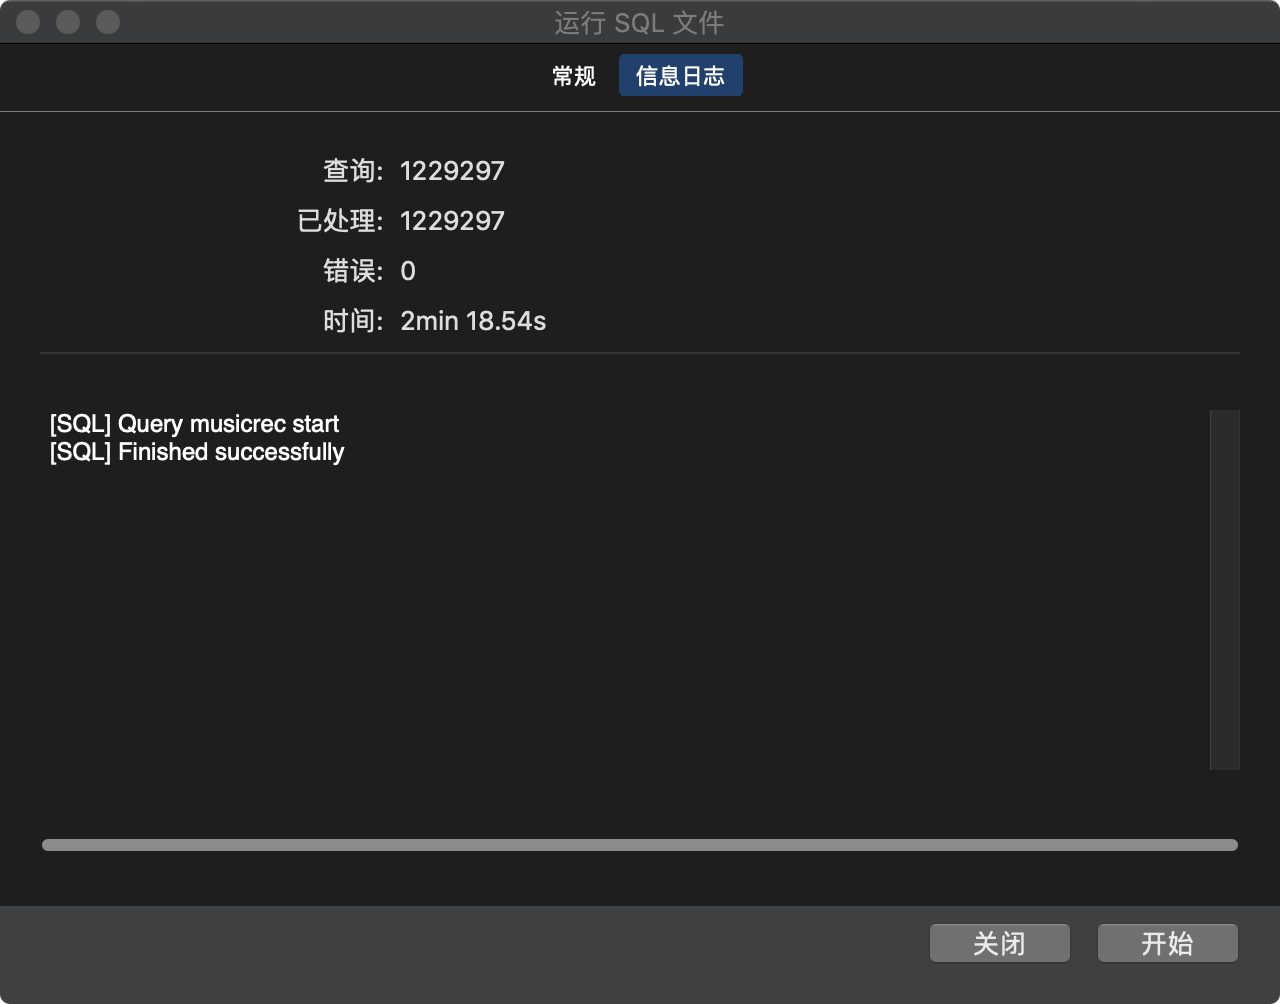 运行 SQL 文件
常规 信息日志
查询: 1229297
已处理: 1229297
错误: 0
时间: 2min 18.54s
[SQL] Query musicrec start
[SQL] Finished successfully
关闭 开始